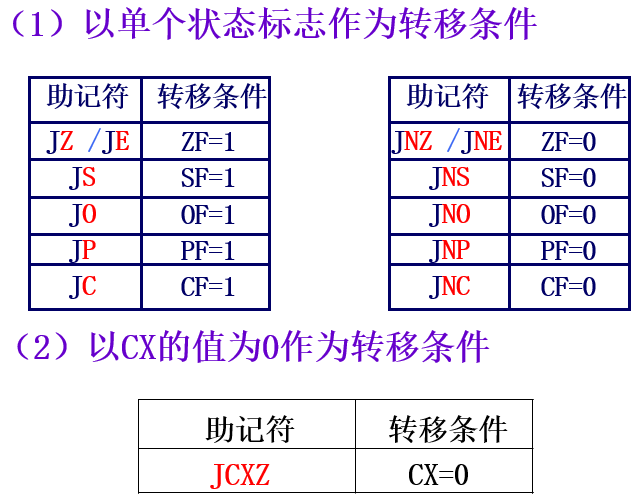 （1）以单个状态标志作为转移条件
助记符 转移条件 助记符 转移条件
JZ /JE ZF=1 JNZ /JNE ZF=0
JS SF=1 JNS SF=0
JO OF=1 JNO OF=0
JP PF=1 JNP PF=0
JC CF=1 JNC CF=0
（2）以CX的值为0作为转移条件
助记符 转移条件
JCXZ CX=0